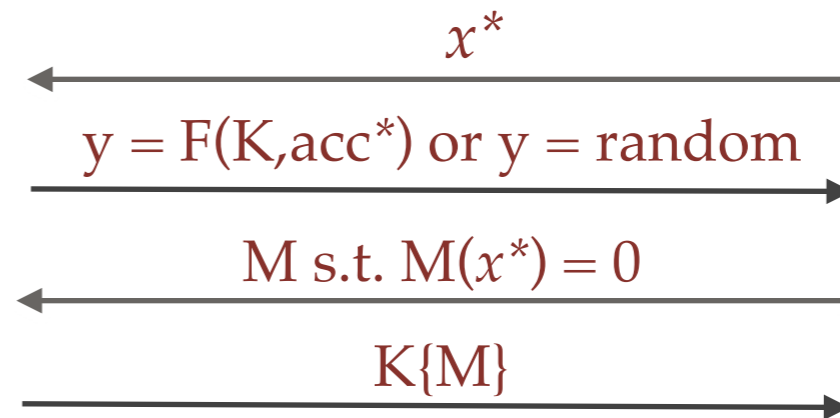 x*
y = F(K,acc*) or y = random
M s.t. M(x*) = 0
K{M}